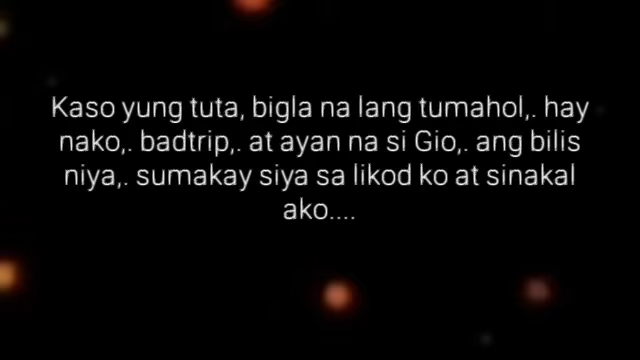 Kaso yung tuta, bigla na lang tumahol,. hay
nako,. badtrip,. at ayan na si Gio,. ang bilis
niya,. sumakay siya sa likod ko at sinakal
ako....